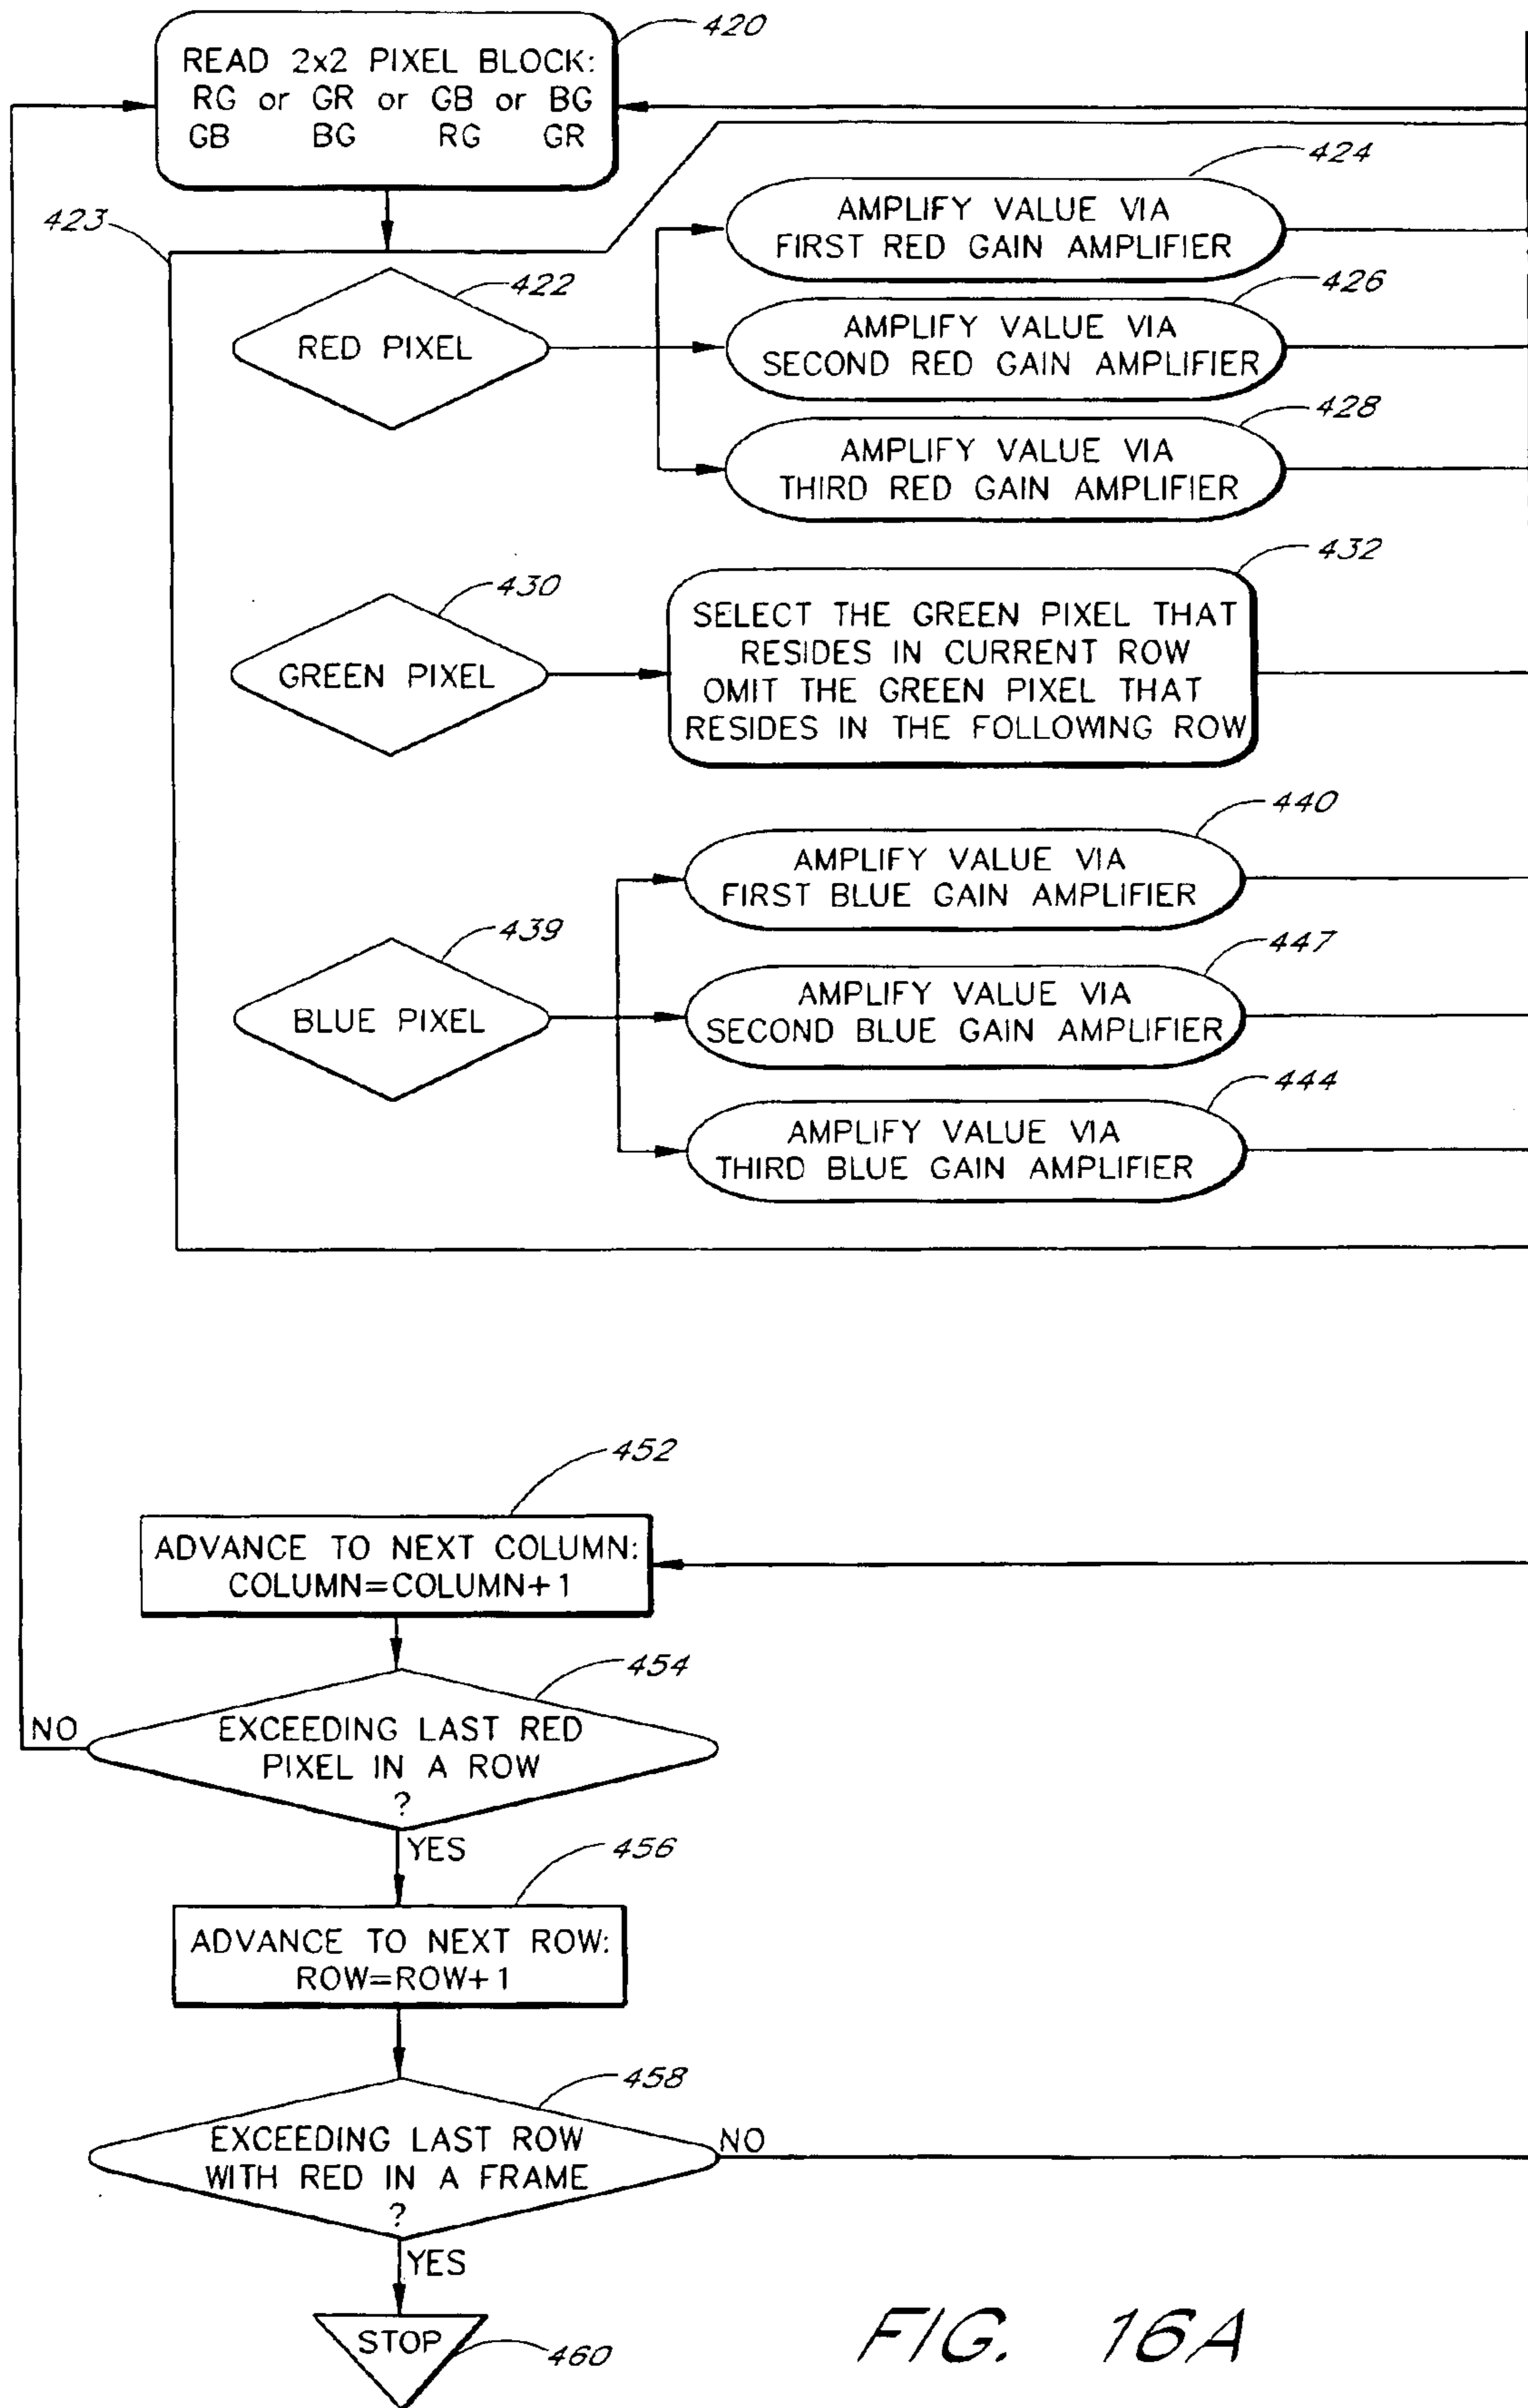 420
READ 2x2 PIXEL BLOCK:
RG or GR or GB or BG
GB BG RG GR
424
AMPLIFY VALUE VIA
FIRST RED GAIN AMPLIFIER
423
422
RED PIXEL
426
AMPLIFY VALUE VIA
SECOND RED GAIN AMPLIFIER
428
AMPLIFY VALUE VIA
THIRD RED GAIN AMPLIFIER
430
GREEN PIXEL
432
SELECT THE GREEN PIXEL THAT
RESIDES IN CURRENT ROW
OMIT THE GREEN PIXEL THAT
RESIDES IN THE FOLLOWING ROW
440
AMPLIFY VALUE VIA
FIRST BLUE GAIN AMPLIFIER
439
BLUE PIXEL
447
AMPLIFY VALUE VIA
SECOND BLUE GAIN AMPLIFIER
444
AMPLIFY VALUE VIA
THIRD BLUE GAIN AMPLIFIER
452
ADVANCE TO NEXT COLUMN:
COLUMN=COLUMN+1
454
EXCEEDING LAST RED
PIXEL IN A ROW
?
NO
YES
456
ADVANCE TO NEXT ROW:
ROW=ROW+1
458
EXCEEDING LAST ROW
WITH RED IN A FRAME
?
NO
YES
STOP
460
FIG. 16A